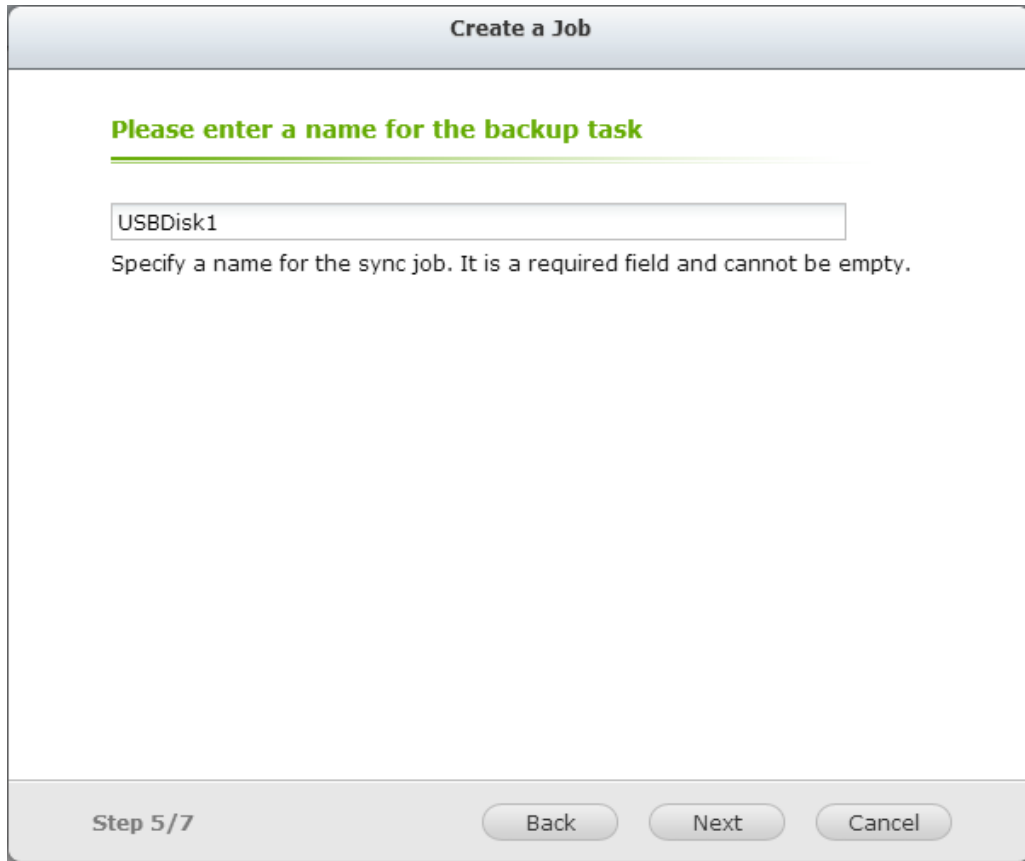 Create a Job
Please enter a name for the backup task
USBDisk1
Specify a name for the sync job. It is a required field and cannot be empty.
Step 5/7
Back
Next
Cancel